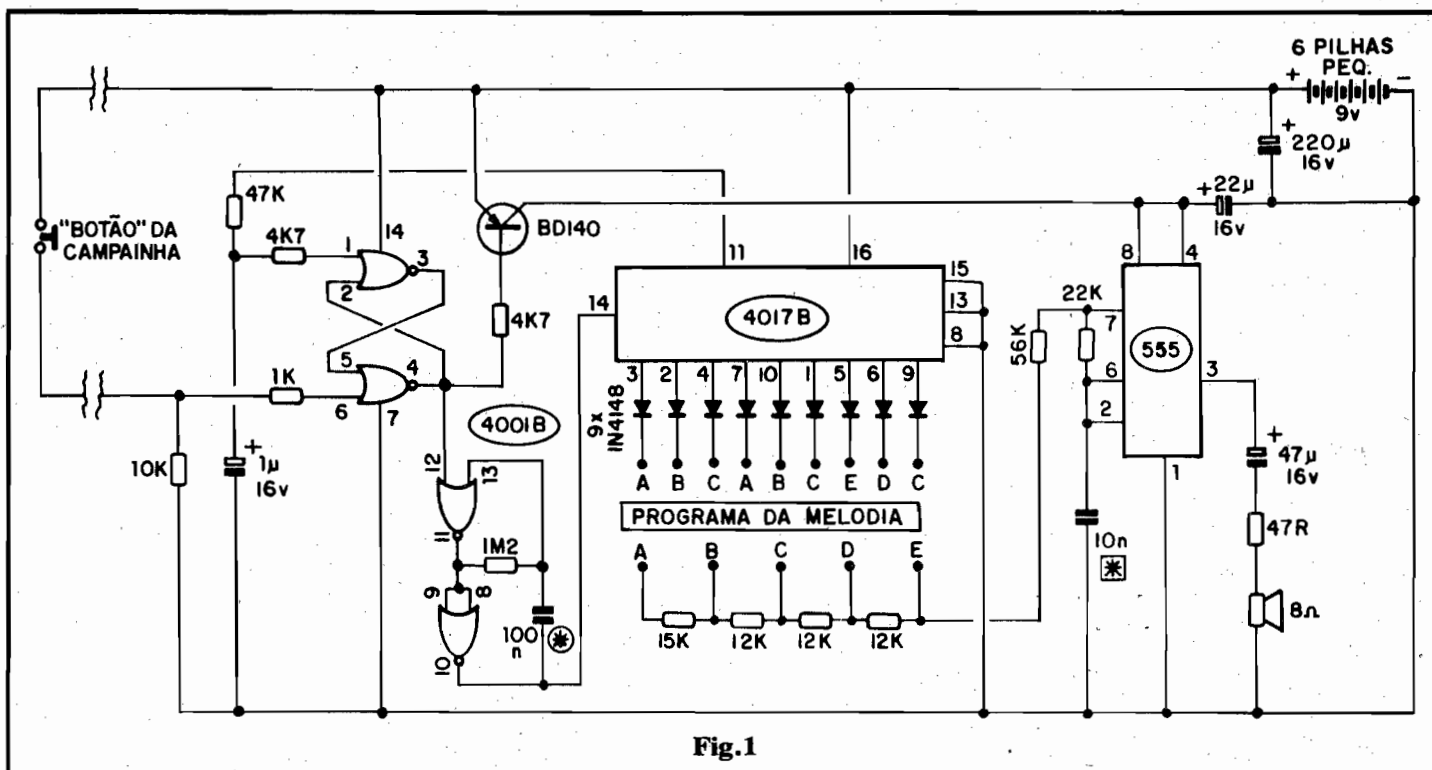 6 PILHAS
PEQ.
+ −
9v
+
220µ
16v
+ 22µ
16v
47K
"BOTÃO" DA
CAMPAINHA
4K7
1
14
3
2
BD140
11
16
15
13
8
14
4017B
4K7
8
4
22K
7
555
56K
6
3
2
1
5
4
1K
6
7
4001B
3 2 4 7 10 1 5 6 9
9x
1N4148
10K
+
1µ
16v
12
13
A B C A B C E D C
+
47µ
16v
PROGRAMA DA MELODIA
11
1M2
10n
47R
A B C D E
9
8
100
n
8Ω
15K 12K 12K 12K
10
Fig.1